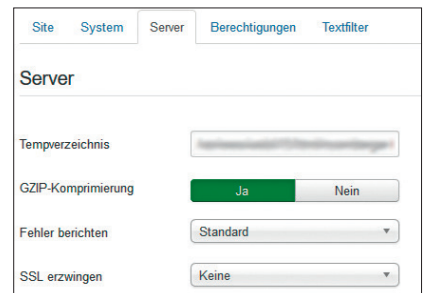 Site System Server Berechtigungen Textfilter
Server
Tempverzeichnis
GZIP-Komprimierung Ja Nein
Fehler berichten Standard
SSL erzwingen Keine